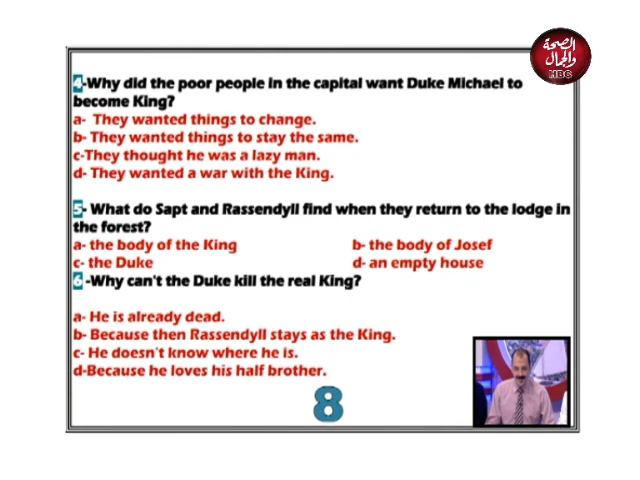 الصحة
والجمال
HBC
4-Why did the poor people in the capital want Duke Michael to
become King?
a- They wanted things to change.
b- They wanted things to stay the same.
c-They thought he was a lazy man.
d- They wanted a war with the King.
5- What do Sapt and Rassendyll find when they return to the lodge in
the forest?
a- the body of the King b- the body of Josef
c- the Duke d- an empty house
6 -Why can't the Duke kill the real King?
a- He is already dead.
b- Because then Rassendyll stays as the King.
c- He doesn't know where he is.
d-Because he loves his half brother.
8